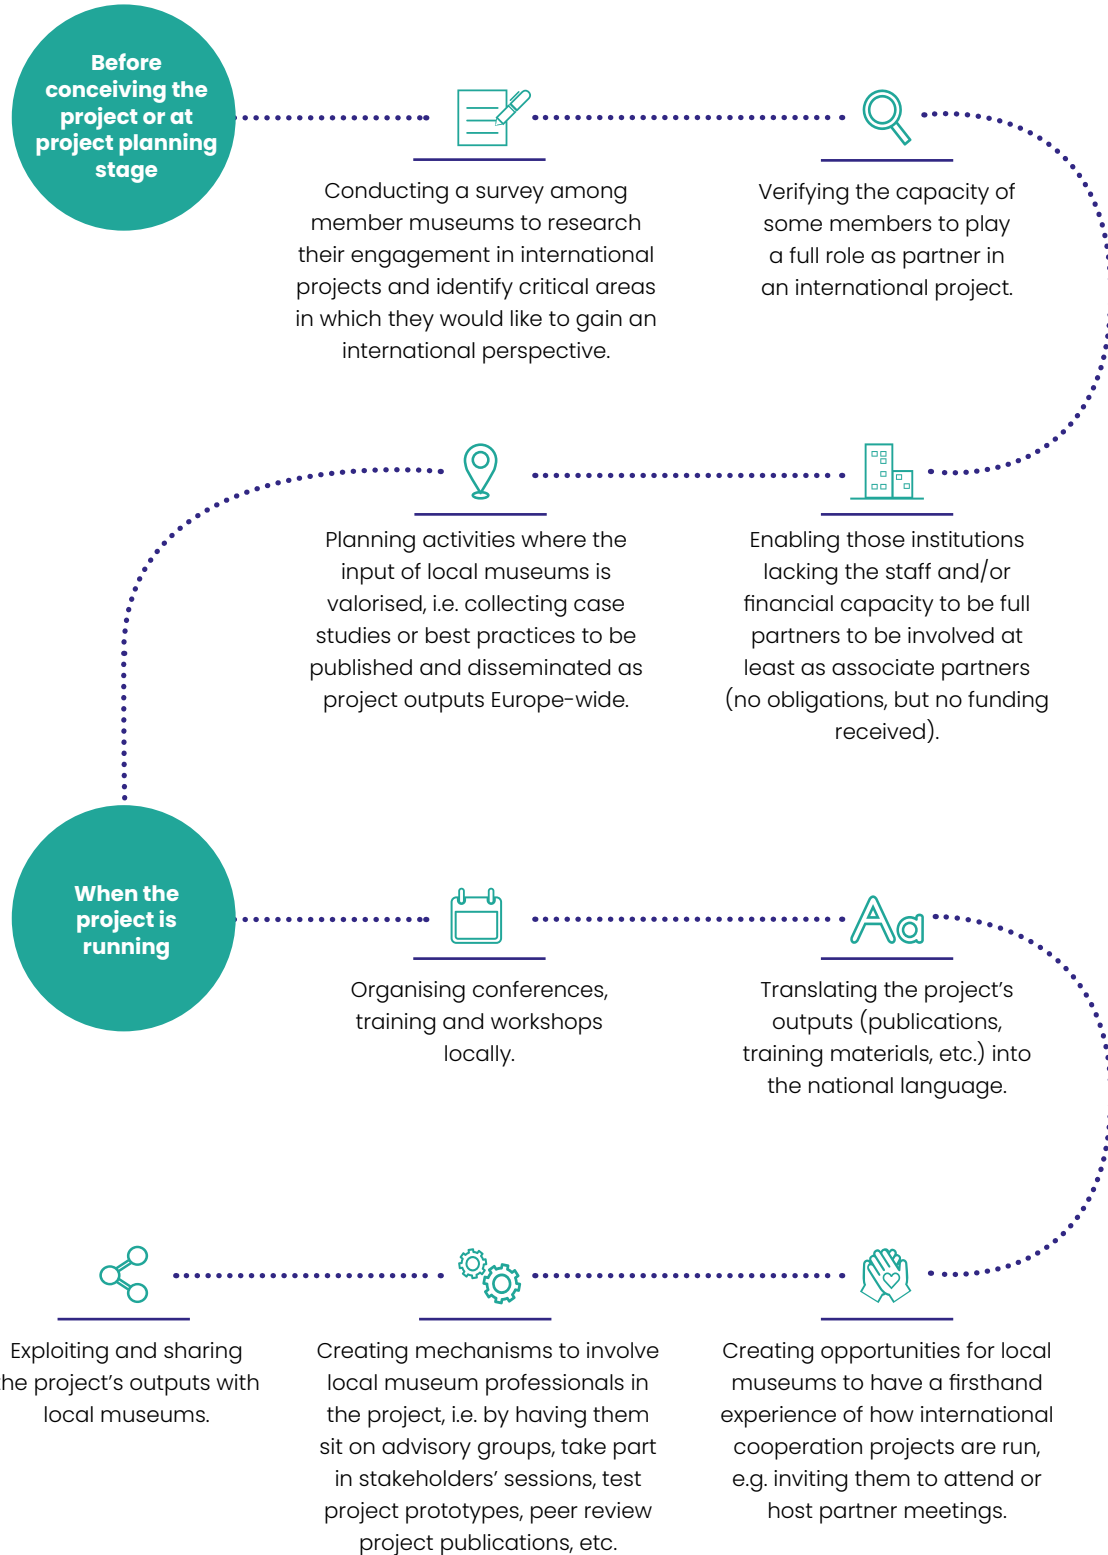 Before
conceiving the
project or at
project planning
stage
Conducting a survey among
member museums to research
their engagement in international
projects and identify critical areas
in which they would like to gain an
international perspective.
Verifying the capacity of
some members to play
a full role as partner in
an international project.
Enabling those institutions
lacking the staff and/or
financial capacity to be full
partners to be involved at
least as associate partners
(no obligations, but no funding
received).
Planning activities where the
input of local museums is
valorised, i.e. collecting case
studies or best practices to be
published and disseminated as
project outputs Europe-wide.
When the
project is
running
Organising conferences,
training and workshops
locally.
Aa
Translating the project's
outputs (publications,
training materials, etc.) into
the national language.
Creating opportunities for local
museums to have a firsthand
experience of how international
cooperation projects are run,
e.g. inviting them to attend or
host partner meetings.
Creating mechanisms to involve
local museum professionals in
the project, i.e. by having them
sit on advisory groups, take part
in stakeholders' sessions, test
project prototypes, peer review
project publications, etc.
Exploiting and sharing
the project's outputs with
local museums.